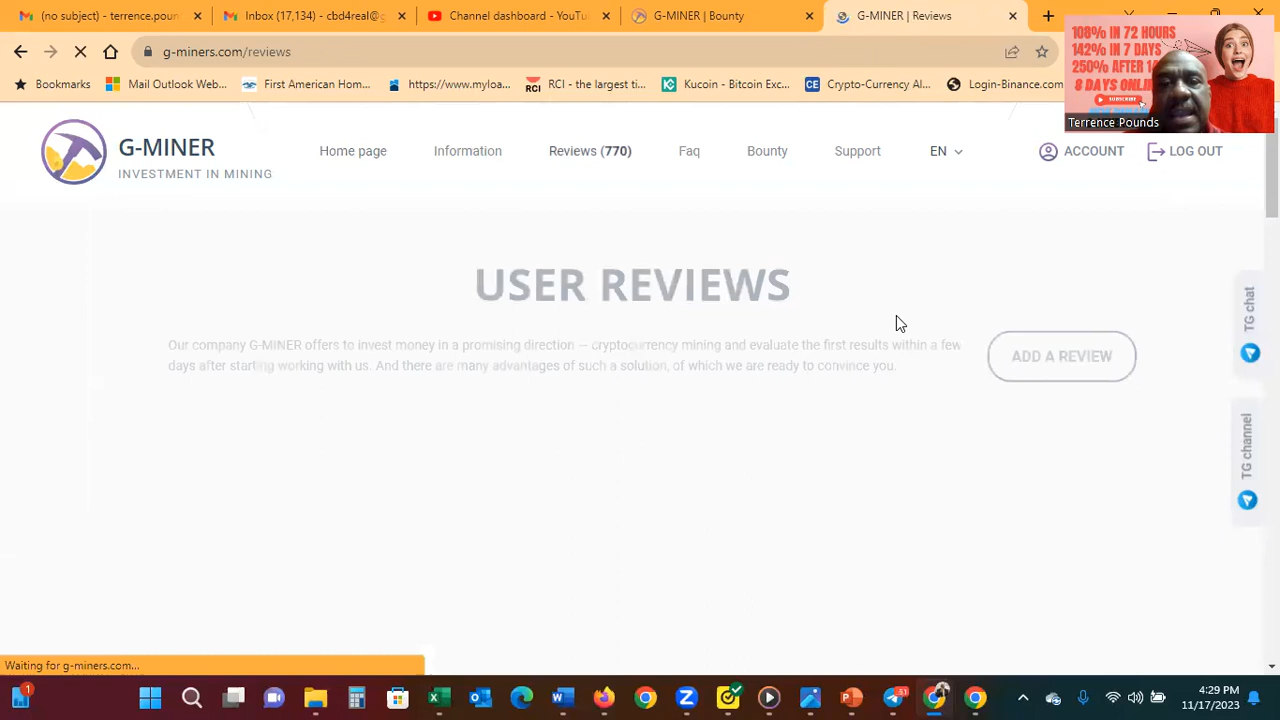 (no subject) - terrence.poun
Inbox (17,134) - cbd4real@g
Channel dashboard - YouTu
G-MINER | Bounty
G-MINER | Reviews
g-miners.com/reviews
Bookmarks
Mail Outlook Web...
First American Home...
https://www.myloa...
RCI
RCI - the largest ti...
Kucoin - Bitcoin Exc...
CE
Crypto-Currency Al...
Login-Binance.com
108% IN 72 HOURS
142% IN 7 DAYS
250% AFTER
8 DAYS ONLI
SUBSCRIBE
Terrence Pounds
G-MINER
INVESTMENT IN MINING
Home page
Information
Reviews (770)
Faq
Bounty
Support
EN
ACCOUNT
LOG OUT
USER REVIEWS
Our company G-MINER offers to invest money in a promising direction — cryptocurrency mining and evaluate the first results within a few
days after starting working with us. And there are many advantages of such a solution, of which we are ready to convince you.
ADD A REVIEW
TG chat
TG channel
Waiting for g-miners.com...
1
51
4:29 PM
11/17/2023